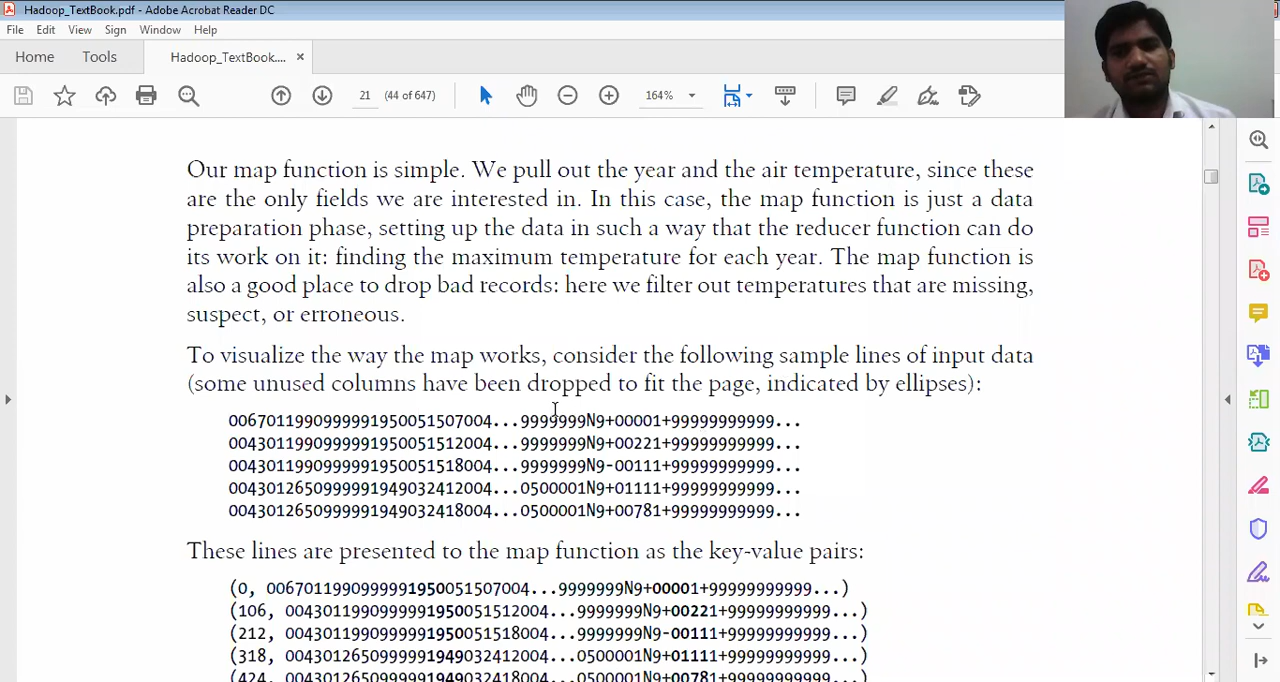 Hadoop_TextBook.pdf - Adobe Acrobat Reader DC
File Edit View Sign Window Help
Home Tools Hadoop_TextBook.... ×
21 (44 of 647) 164%
Our map function is simple. We pull out the year and the air temperature, since these
are the only fields we are interested in. In this case, the map function is just a data
preparation phase, setting up the data in such a way that the reducer function can do
its work on it: finding the maximum temperature for each year. The map function is
also a good place to drop bad records: here we filter out temperatures that are missing,
suspect, or erroneous.
To visualize the way the map works, consider the following sample lines of input data
(some unused columns have been dropped to fit the page, indicated by ellipses):
0067011990999991950051507004...9999999N9+00001+99999999999...
0043011990999991950051512004...9999999N9+00221+99999999999...
0043011990999991950051518004...9999999N9-00111+99999999999...
0043012650999991949032412004...0500001N9+01111+99999999999...
0043012650999991949032418004...0500001N9+00781+99999999999...
These lines are presented to the map function as the key-value pairs:
(0, 0067011990999991950051507004...9999999N9+00001+99999999999...)
(106, 0043011990999991950051512004...9999999N9+00221+99999999999...)
(212, 0043011990999991950051518004...9999999N9-00111+99999999999...)
(318, 0043012650999991949032412004...0500001N9+01111+99999999999...)
(424, 0043012650999991949032418004...0500001N9+00781+99999999999...)